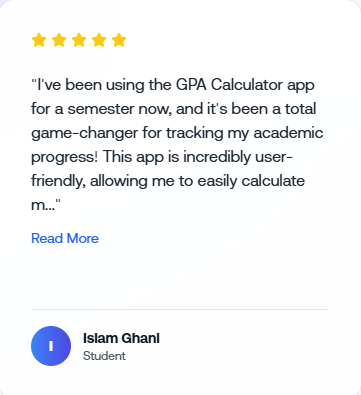 "I've been using the GPA Calculator app
for a semester now, and it's been a total
game-changer for tracking my academic
progress! This app is incredibly user-
friendly, allowing me to easily calculate
m..."
Read More
I
Islam Ghani
Student